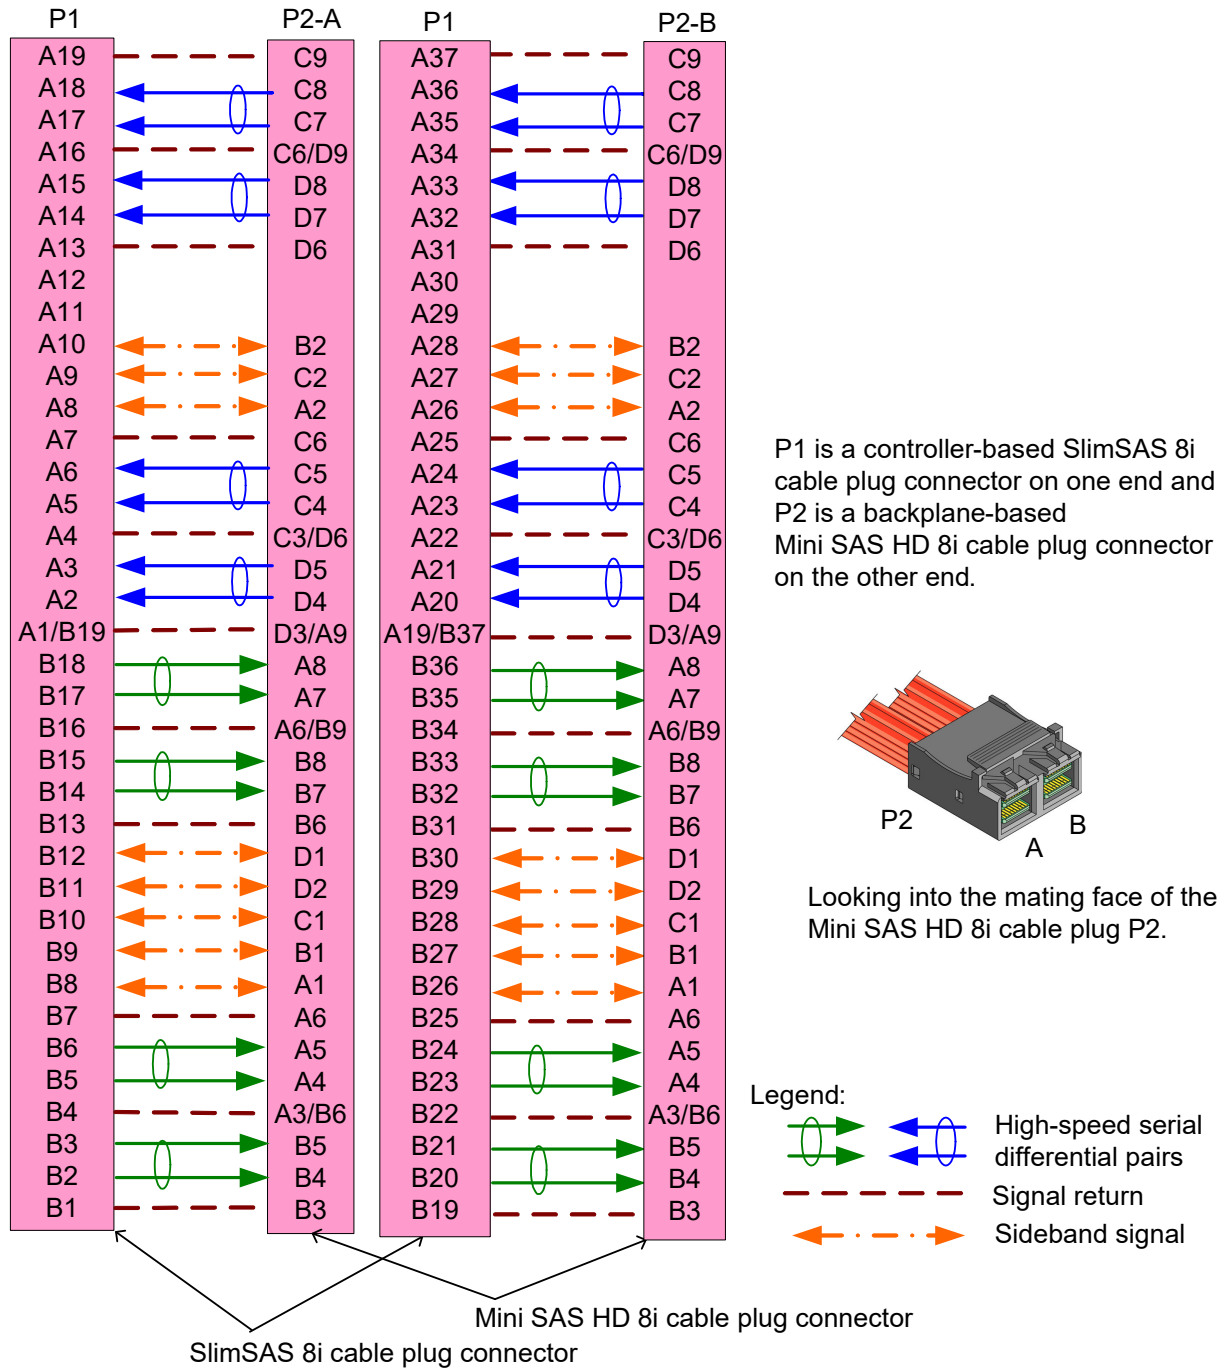 P1 P2-A P1 P2-B
A19 C9 A37 C9
A18 C8 A36 C8
A17 C7 A35 C7
A16 C6/D9 A34 C6/D9
A15 D8 A33 D8
A14 D7 A32 D7
A13 D6 A31 D6
A12 A30
A11 A29
A10 B2 A28 B2
A9 C2 A27 C2
A8 A2 A26 A2
A7 C6 A25 C6
A6 C5 A24 C5
A5 C4 A23 C4
A4 C3/D6 A22 C3/D6
A3 D5 A21 D5
A2 D4 A20 D4
A1/B19 D3/A9 A19/B37 D3/A9
B18 A8 B36 A8
B17 A7 B35 A7
B16 A6/B9 B34 A6/B9
B15 B8 B33 B8
B14 B7 B32 B7
B13 B6 B31 B6
B12 D1 B30 D1
B11 D2 B29 D2
B10 C1 B28 C1
B9 B1 B27 B1
B8 A1 B26 A1
B7 A6 B25 A6
B6 A5 B24 A5
B5 A4 B23 A4
B4 A3/B6 B22 A3/B6
B3 B5 B21 B5
B2 B4 B20 B4
B1 B3 B19 B3
P1 is a controller-based SlimSAS 8i
cable plug connector on one end and
P2 is a backplane-based
Mini SAS HD 8i cable plug connector
on the other end.
P2
A
B
Looking into the mating face of the
Mini SAS HD 8i cable plug P2.
Legend:
High-speed serial
differential pairs
Signal return
Sideband signal
Mini SAS HD 8i cable plug connector
SlimSAS 8i cable plug connector